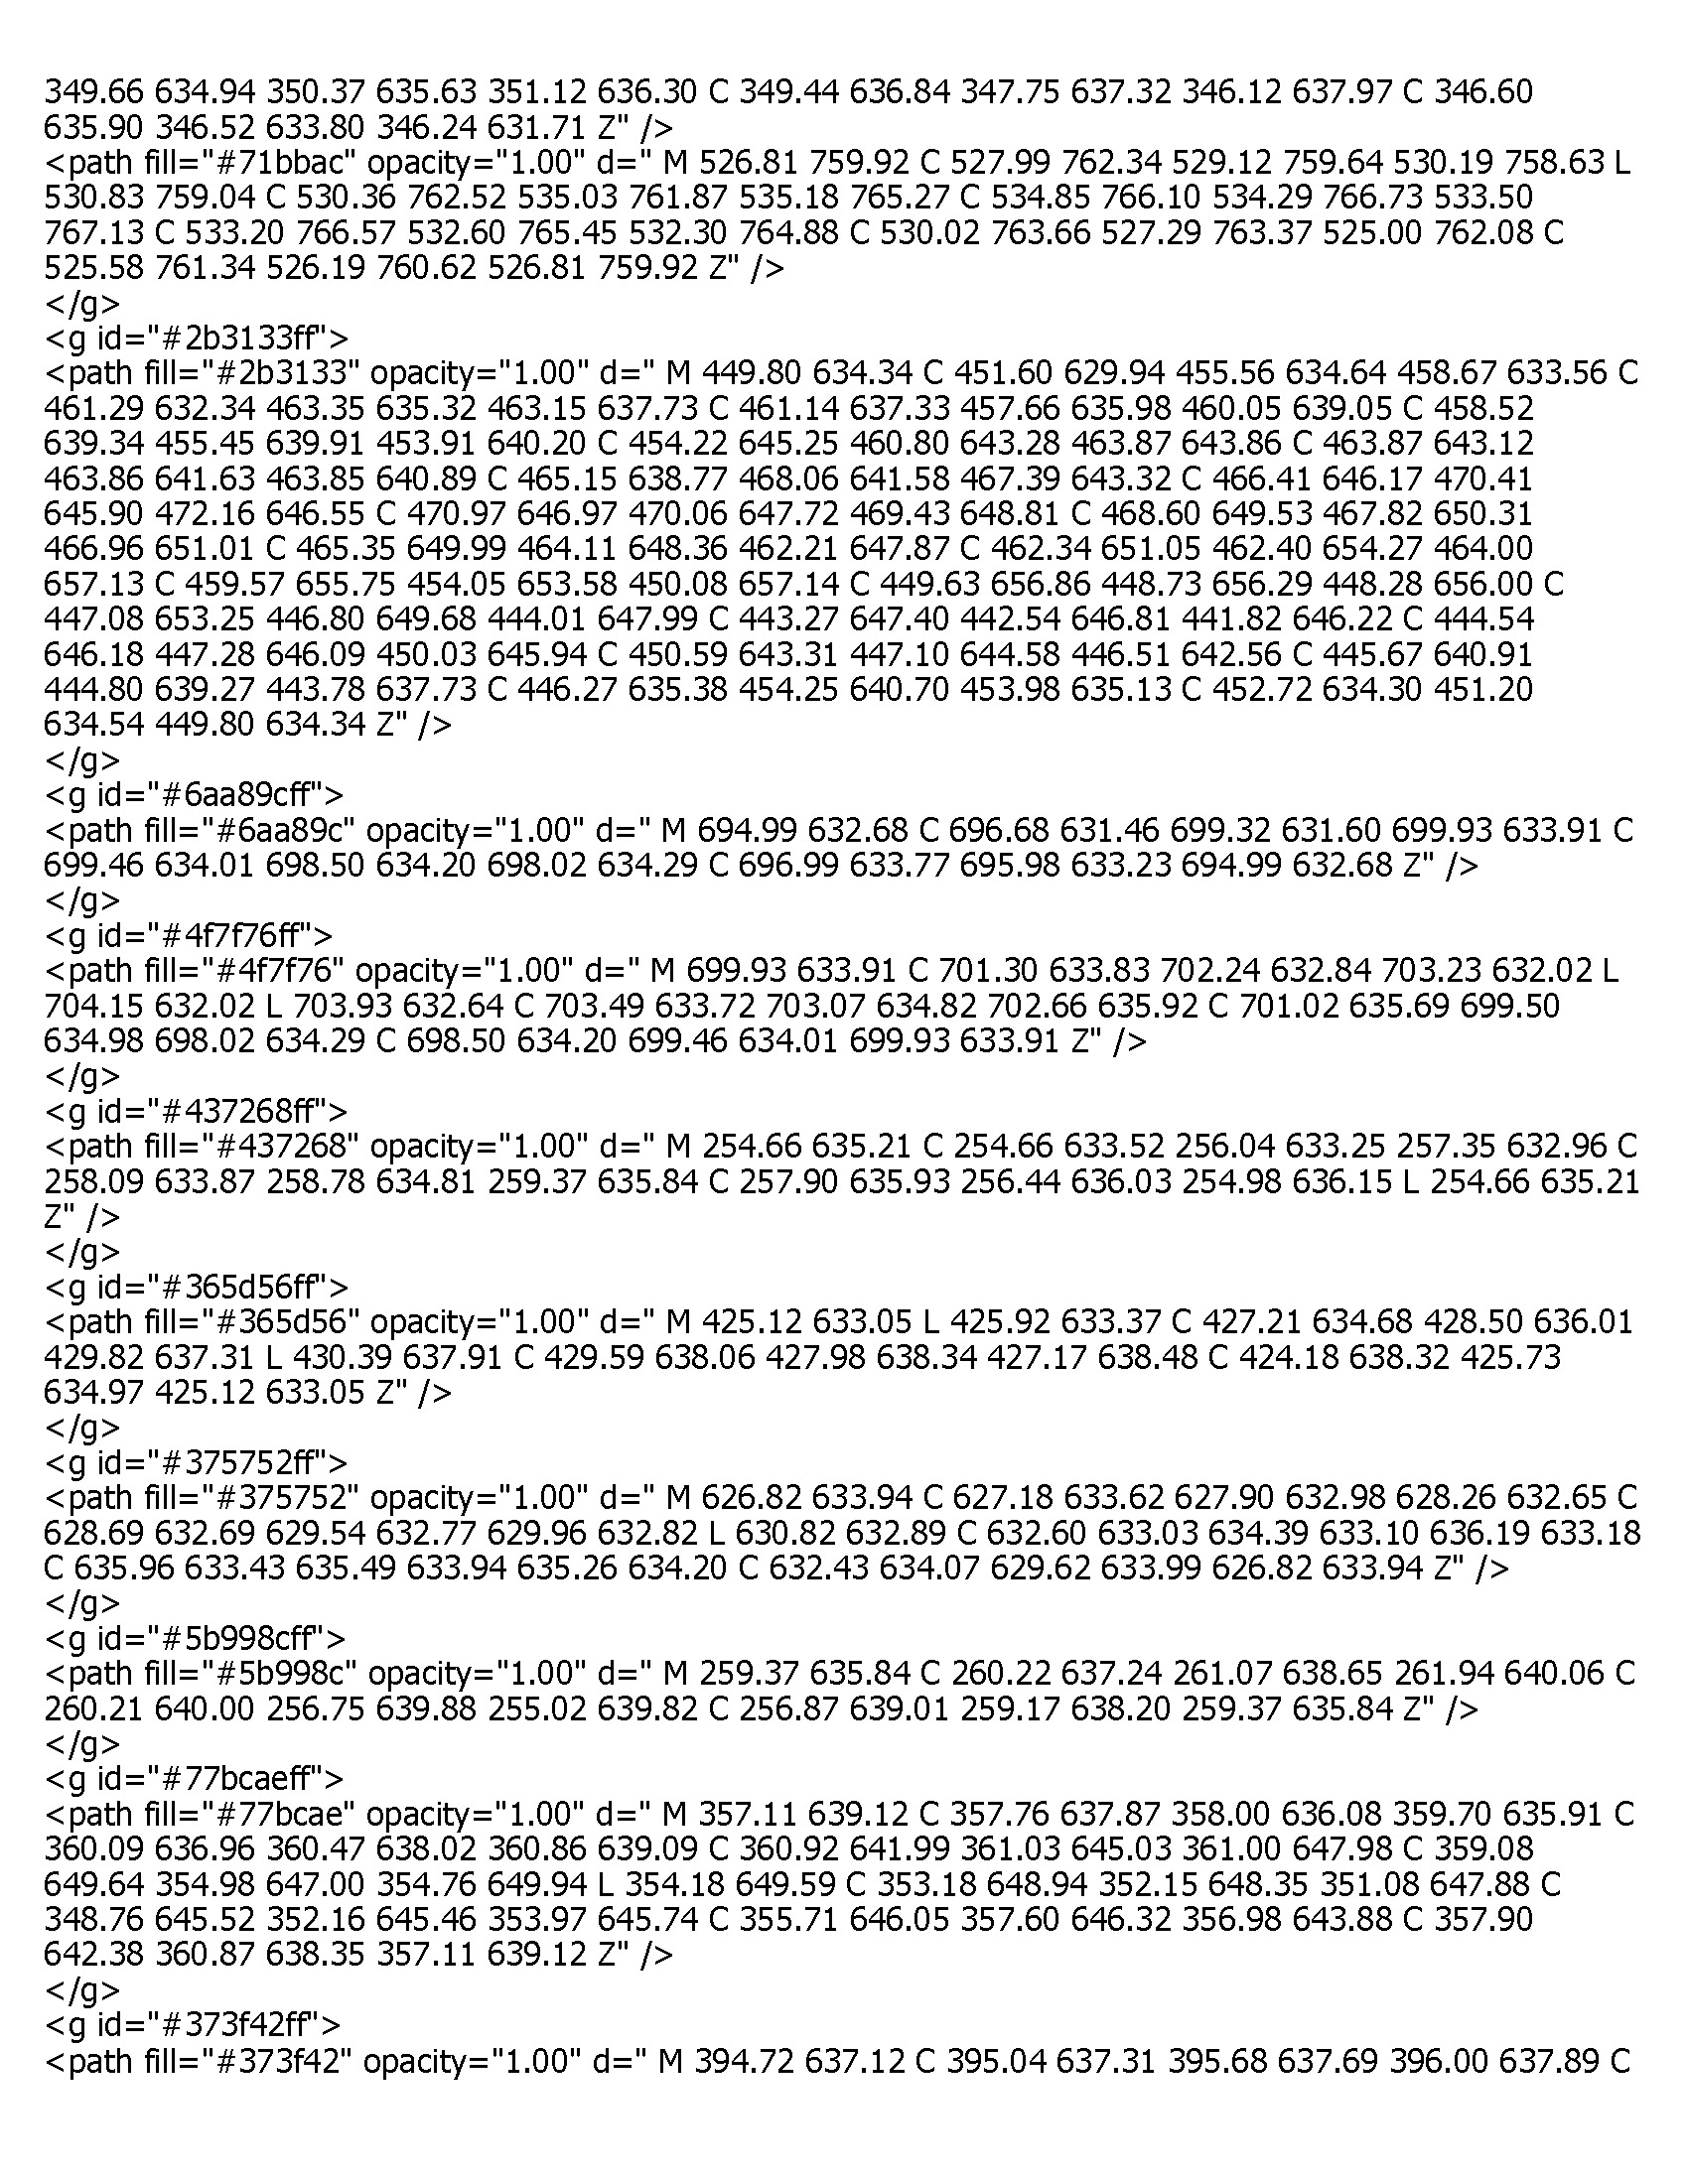 349.66 634.94 350.37 635.63 351.12 636.30 C 349.44 636.84 347.75 637.32 346.12 637.97 C 346.60
635.90 346.52 633.80 346.24 631.71 Z" />
<path fill="#71bbac" opacity="1.00" d=" M 526.81 759.92 C 527.99 762.34 529.12 759.64 530.19 758.63 L
530.83 759.04 C 530.36 762.52 535.03 761.87 535.18 765.27 C 534.85 766.10 534.29 766.73 533.50
767.13 C 533.20 766.57 532.60 765.45 532.30 764.88 C 530.02 763.66 527.29 763.37 525.00 762.08 C
525.58 761.34 526.19 760.62 526.81 759.92 Z" />
</g>
<g id="#2b3133ff">
<path fill="#2b3133" opacity="1.00" d=" M 449.80 634.34 C 451.60 629.94 455.56 634.64 458.67 633.56 C
461.29 632.34 463.35 635.32 463.15 637.73 C 461.14 637.33 457.66 635.98 460.05 639.05 C 458.52
639.34 455.45 639.91 453.91 640.20 C 454.22 645.25 460.80 643.28 463.87 643.86 C 463.87 643.12
463.86 641.63 463.85 640.89 C 465.15 638.77 468.06 641.58 467.39 643.32 C 466.41 646.17 470.41
645.90 472.16 646.55 C 470.97 646.97 470.06 647.72 469.43 648.81 C 468.60 649.53 467.82 650.31
466.96 651.01 C 465.35 649.99 464.11 648.36 462.21 647.87 C 462.34 651.05 462.40 654.27 464.00
657.13 C 459.57 655.75 454.05 653.58 450.08 657.14 C 449.63 656.86 448.73 656.29 448.28 656.00 C
447.08 653.25 446.80 649.68 444.01 647.99 C 443.27 647.40 442.54 646.81 441.82 646.22 C 444.54
646.18 447.28 646.09 450.03 645.94 C 450.59 643.31 447.10 644.58 446.51 642.56 C 445.67 640.91
444.80 639.27 443.78 637.73 C 446.27 635.38 454.25 640.70 453.98 635.13 C 452.72 634.30 451.20
634.54 449.80 634.34 Z" />
</g>
<g id="#6aa89cff">
<path fill="#6aa89c" opacity="1.00" d=" M 694.99 632.68 C 696.68 631.46 699.32 631.60 699.93 633.91 C
699.46 634.01 698.50 634.20 698.02 634.29 C 696.99 633.77 695.98 633.23 694.99 632.68 Z" />
</g>
<g id="#4f7f76ff">
<path fill="#4f7f76" opacity="1.00" d=" M 699.93 633.91 C 701.30 633.83 702.24 632.84 703.23 632.02 L
704.15 632.02 L 703.93 632.64 C 703.49 633.72 703.07 634.82 702.66 635.92 C 701.02 635.69 699.50
634.98 698.02 634.29 C 698.50 634.20 699.46 634.01 699.93 633.91 Z" />
</g>
<g id="#437268ff">
<path fill="#437268" opacity="1.00" d=" M 254.66 635.21 C 254.66 633.52 256.04 633.25 257.35 632.96 C
258.09 633.87 258.78 634.81 259.37 635.84 C 257.90 635.93 256.44 636.03 254.98 636.15 L 254.66 635.21
Z" />
</g>
<g id="#365d56ff">
<path fill="#365d56" opacity="1.00" d=" M 425.12 633.05 L 425.92 633.37 C 427.21 634.68 428.50 636.01
429.82 637.31 L 430.39 637.91 C 429.59 638.06 427.98 638.34 427.17 638.48 C 424.18 638.32 425.73
634.97 425.12 633.05 Z" />
</g>
<g id="#375752ff">
<path fill="#375752" opacity="1.00" d=" M 626.82 633.94 C 627.18 633.62 627.90 632.98 628.26 632.65 C
628.69 632.69 629.54 632.77 629.96 632.82 L 630.82 632.89 C 632.60 633.03 634.39 633.10 636.19 633.18
C 635.96 633.43 635.49 633.94 635.26 634.20 C 632.43 634.07 629.62 633.99 626.82 633.94 Z" />
</g>
<g id="#5b998cff">
<path fill="#5b998c" opacity="1.00" d=" M 259.37 635.84 C 260.22 637.24 261.07 638.65 261.94 640.06 C
260.21 640.00 256.75 639.88 255.02 639.82 C 256.87 639.01 259.17 638.20 259.37 635.84 Z" />
</g>
<g id="#77bcaeff">
<path fill="#77bcae" opacity="1.00" d=" M 357.11 639.12 C 357.76 637.87 358.00 636.08 359.70 635.91 C
360.09 636.96 360.47 638.02 360.86 639.09 C 360.92 641.99 361.03 645.03 361.00 647.98 C 359.08
649.64 354.98 647.00 354.76 649.94 L 354.18 649.59 C 353.18 648.94 352.15 648.35 351.08 647.88 C
348.76 645.52 352.16 645.46 353.97 645.74 C 355.71 646.05 357.60 646.32 356.98 643.88 C 357.90
642.38 360.87 638.35 357.11 639.12 Z" />
</g>
<g id="#373f42ff">
<path fill="#373f42" opacity="1.00" d=" M 394.72 637.12 C 395.04 637.31 395.68 637.69 396.00 637.89 C